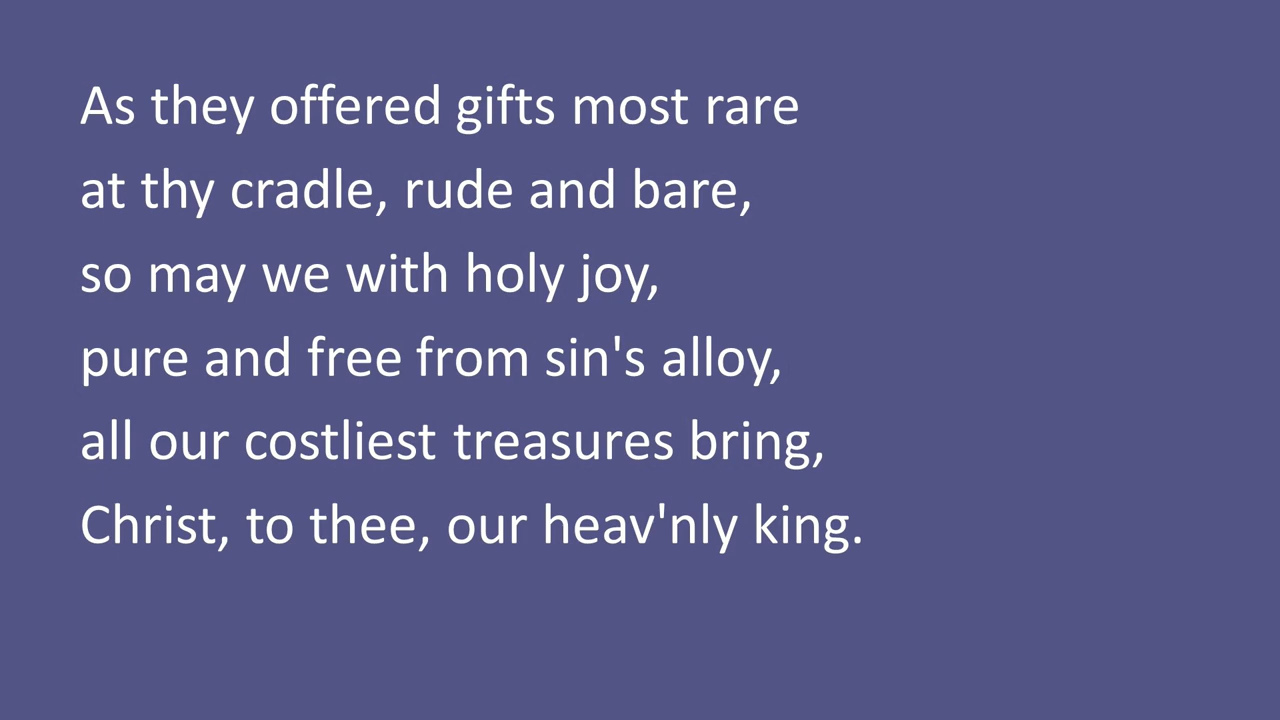 As they offered gifts most rare
at thy cradle, rude and bare,
so may we with holy joy,
pure and free from sin's alloy,
all our costliest treasures bring,
Christ, to thee, our heav'nly king.